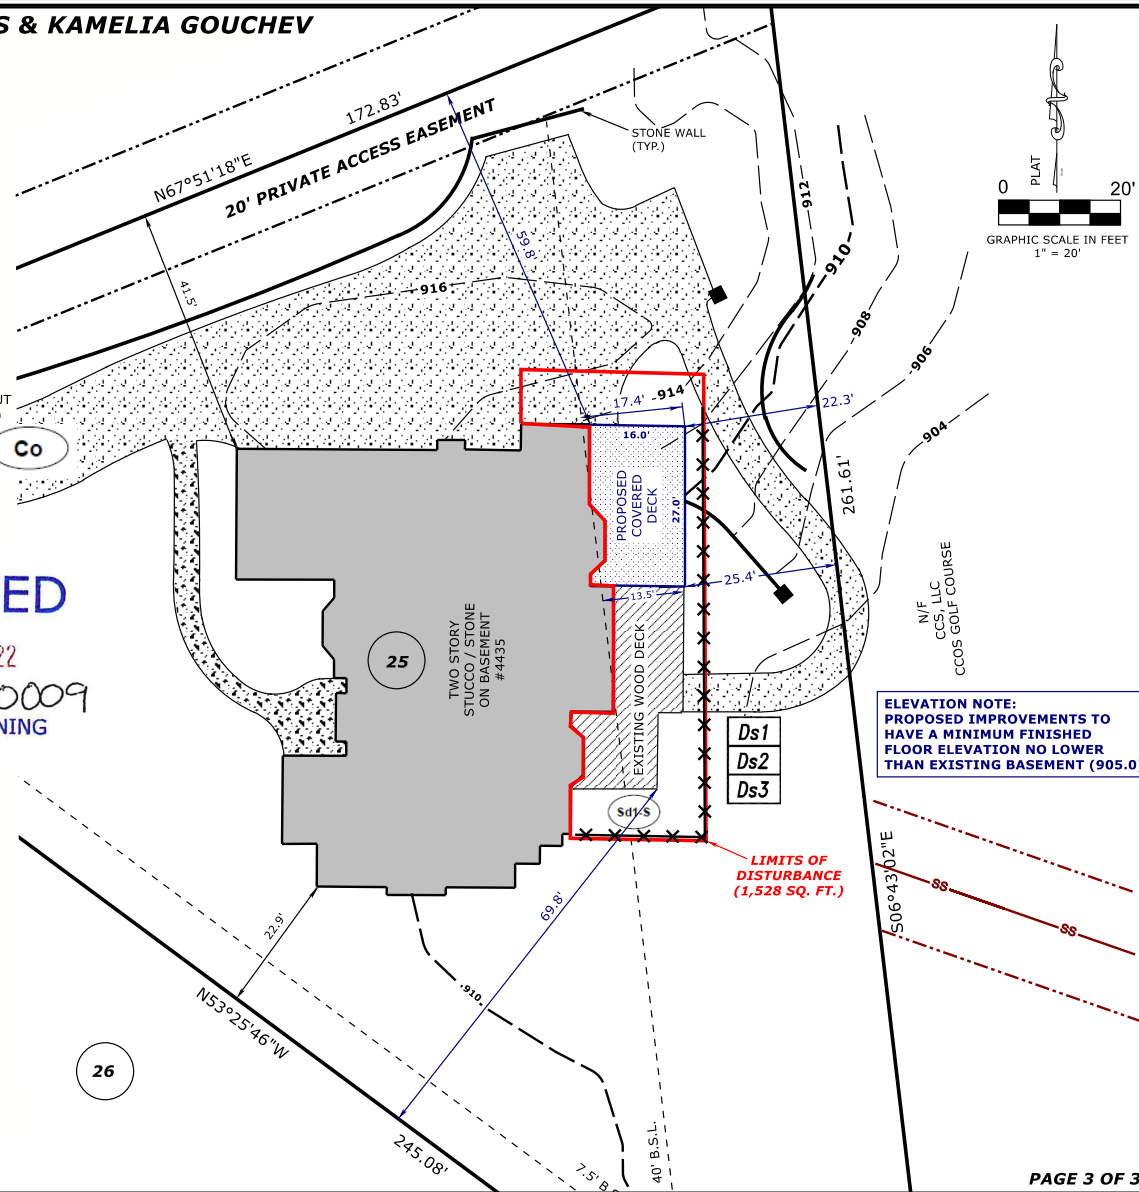 S & KAMELIA GOUCHEV
172.83'
N67°51'18"E
20' PRIVATE ACCESS EASEMENT
STONE WALL
(TYP.)
PLAT
0 20'
GRAPHIC SCALE IN FEET
1" = 20'
912
910
908
906
904
916
914
59.8'
41.5'
17.4'
16.0'
22.3'
27.0'
PROPOSED
COVERED
DECK
261.61'
25.4'
13.5'
UT
Co
ED
22
0009
NING
25
TWO STORY
STUCCO / STONE
ON BASEMENT
#4435
EXISTING WOOD DECK
N/F
CCS, LLC
CCOS GOLF COURSE
ELEVATION NOTE:
PROPOSED IMPROVEMENTS TO
HAVE A MINIMUM FINISHED
FLOOR ELEVATION NO LOWER
THAN EXISTING BASEMENT (905.0)
Ds1
Ds2
Ds3
Sd1-S
LIMITS OF
DISTURBANCE
(1,528 SQ. FT.)
S06°43'02"E
SS
SS
69.8'
22.9'
910
N53°25'46"W
26
245.08'
7.5' B.S
40' B.S.L.
PAGE 3 OF 3